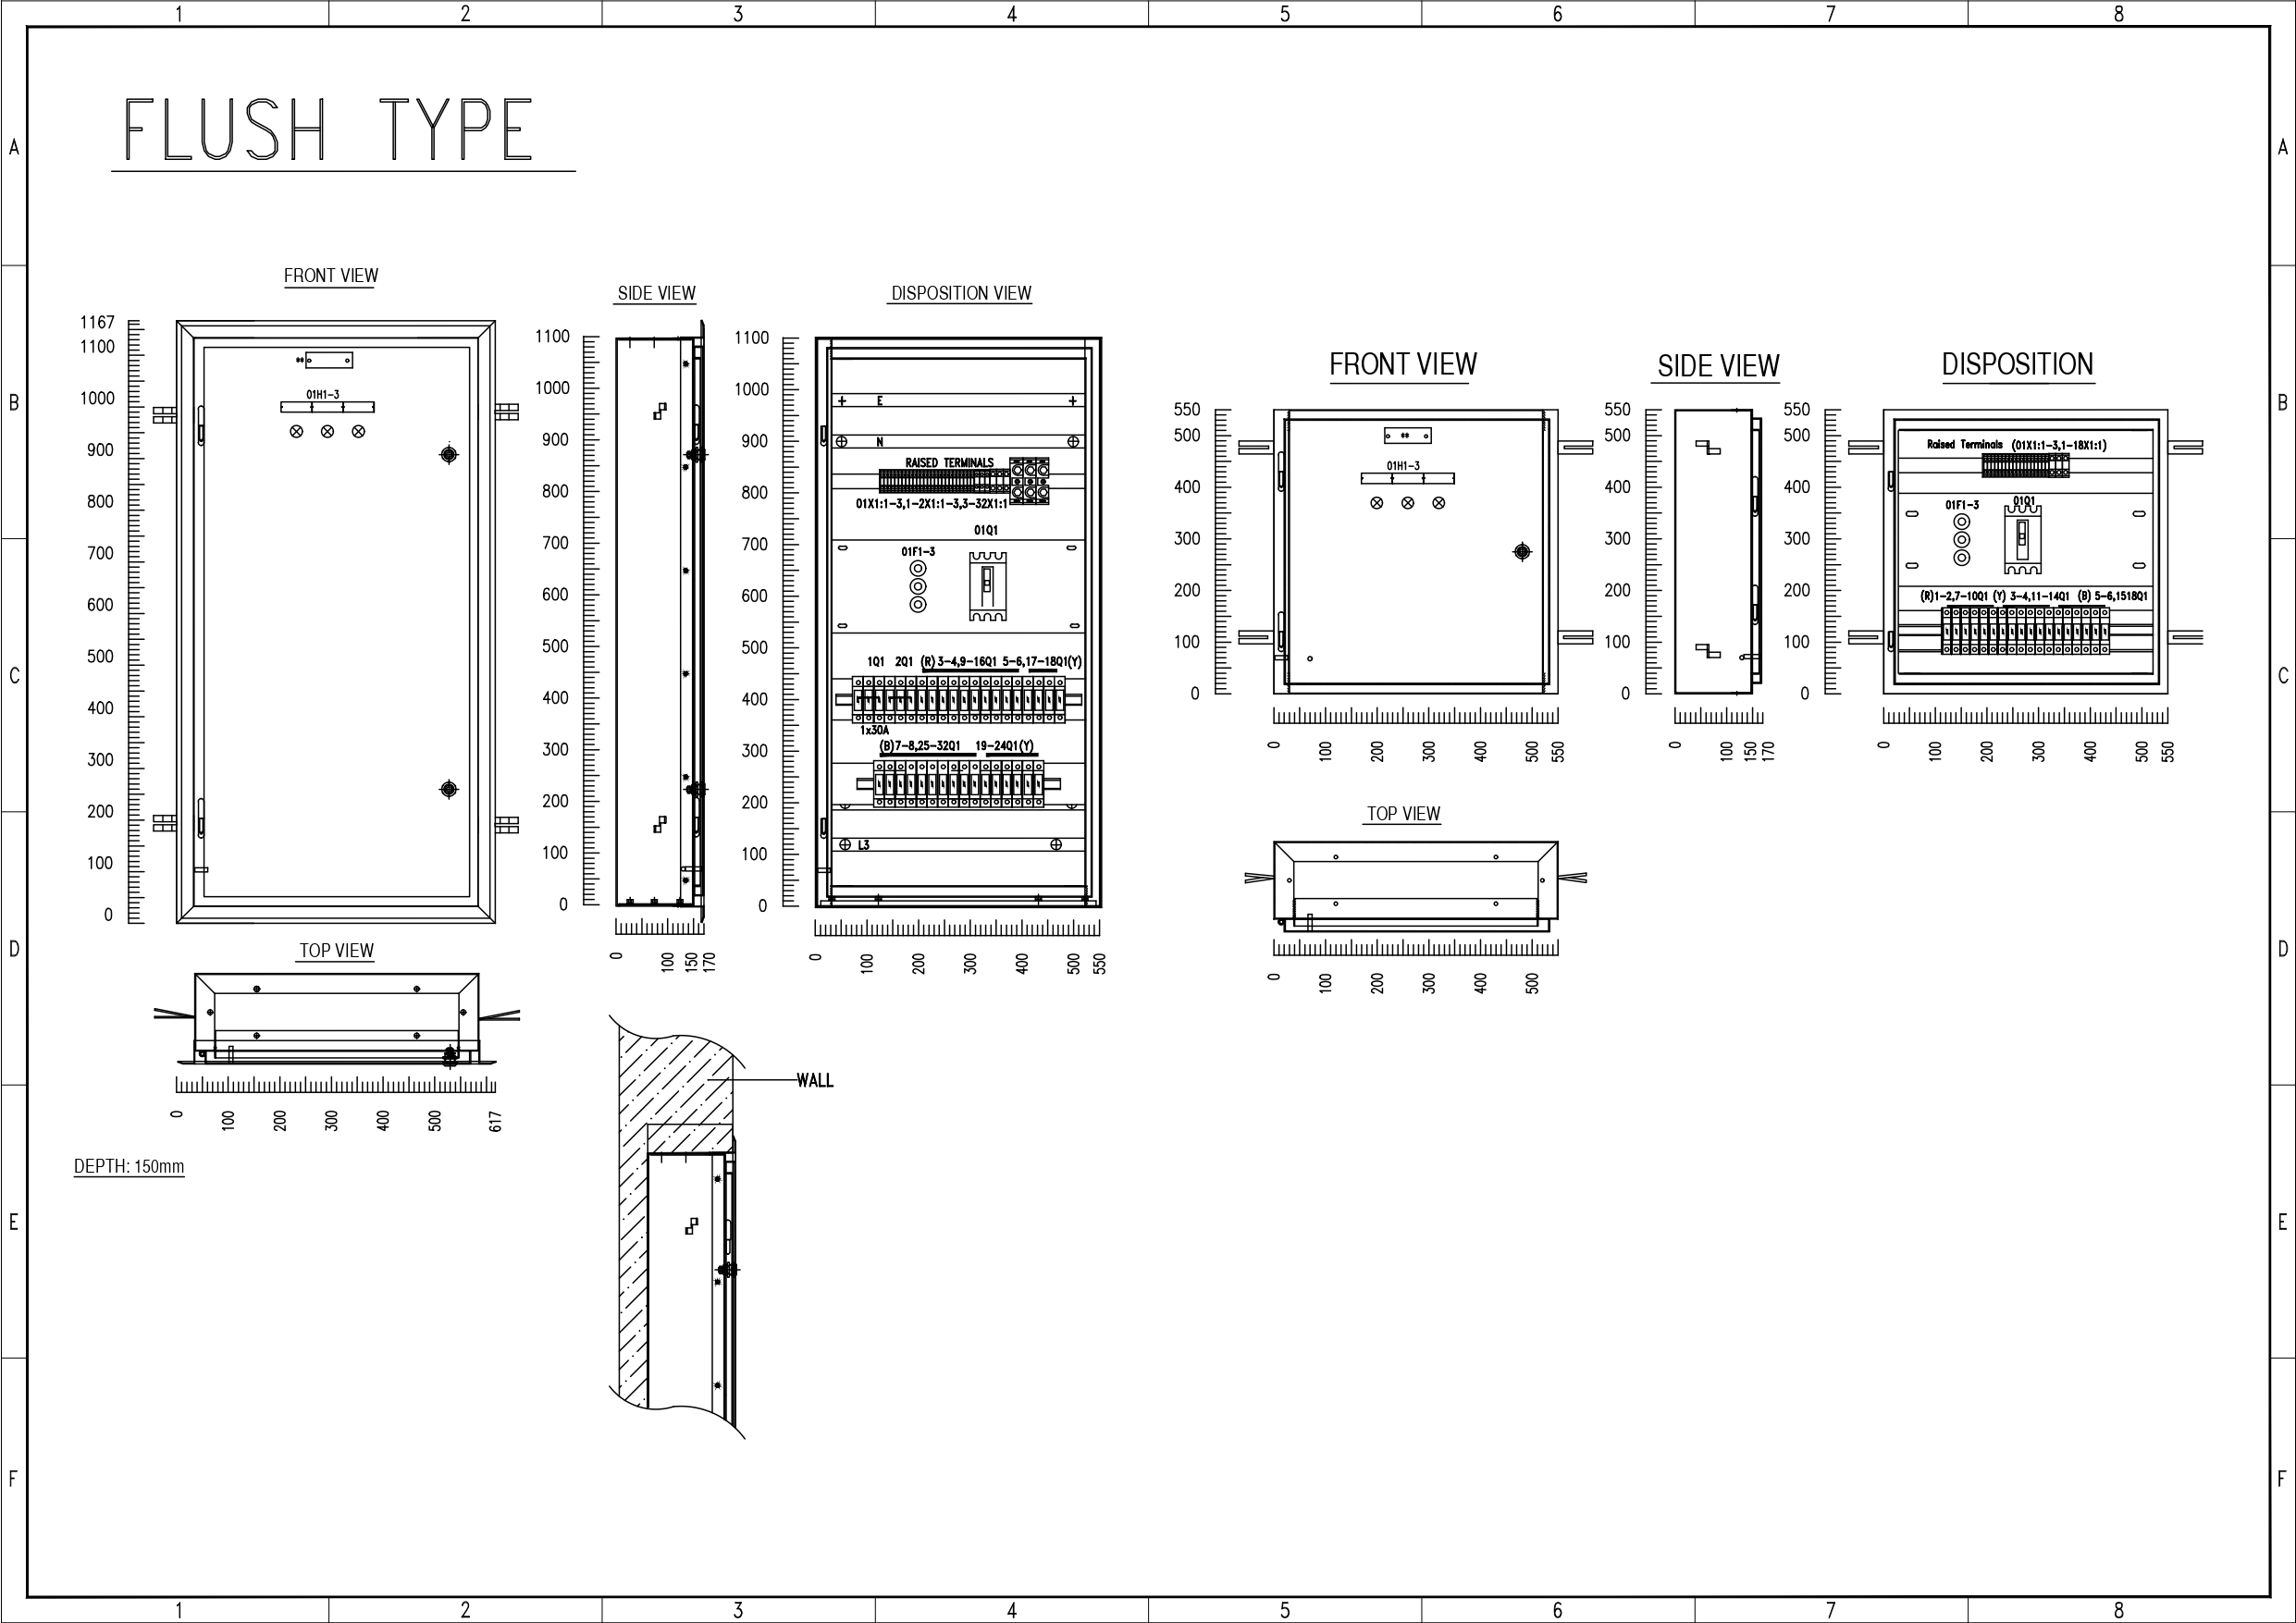 1 2 3 4 5 6 7 8
A A
FLUSH TYPE
B B
FRONT VIEW
1167
1100
1000
900
800
700
600
500
400
300
200
100
0
01H1-3
SIDE VIEW
1100
1000
900
800
700
600
500
400
300
200
100
0
0 100 150 170
DISPOSITION VIEW
1100
1000
900
800
700
600
500
400
300
200
100
0
E
N
RAISED TERMINALS
01X1:1-3,1-2X1:1-3,3-32X1:1
01Q1
01F1-3
1Q1 2Q1 (R) 3-4,9-16Q1 5-6,17-18Q1(Y)
1x30A
(B)7-8,25-32Q1 19-24Q1(Y)
L3
0 100 200 300 400 500 550
TOP VIEW
0 100 200 300 400 500 617
DEPTH: 150mm
WALL
FRONT VIEW
550
500
400
300
200
100
0
01H1-3
0 100 200 300 400 500 550
SIDE VIEW
550
500
400
300
200
100
0
0 100 150 170
DISPOSITION
550
500
400
300
200
100
0
Raised Terminals (01X1:1-3,1-18X1:1)
01F1-3
01Q1
(R)1-2,7-10Q1 (Y) 3-4,11-14Q1 (B) 5-6,1518Q1
0 100 200 300 400 500 550
TOP VIEW
0 100 200 300 400 500
C C
D D
E E
F F
1 2 3 4 5 6 7 8